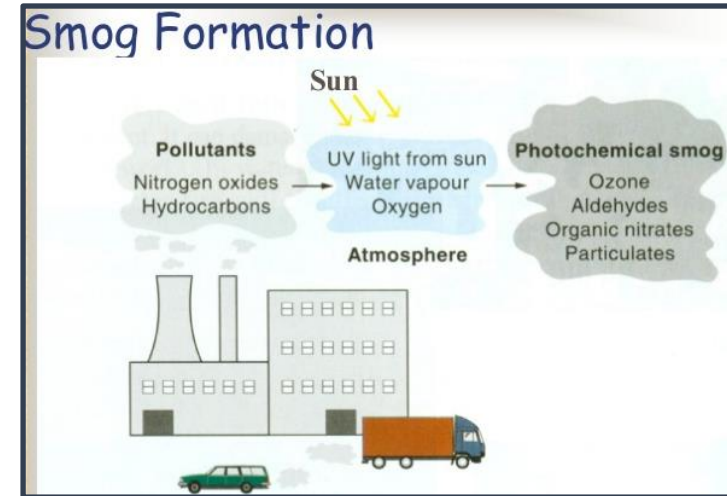 Smog Formation
Sun
Pollutants
Nitrogen oxides
Hydrocarbons
UV light from sun
Water vapour
Oxygen
Atmosphere
Photochemical smog
Ozone
Aldehydes
Organic nitrates
Particulates